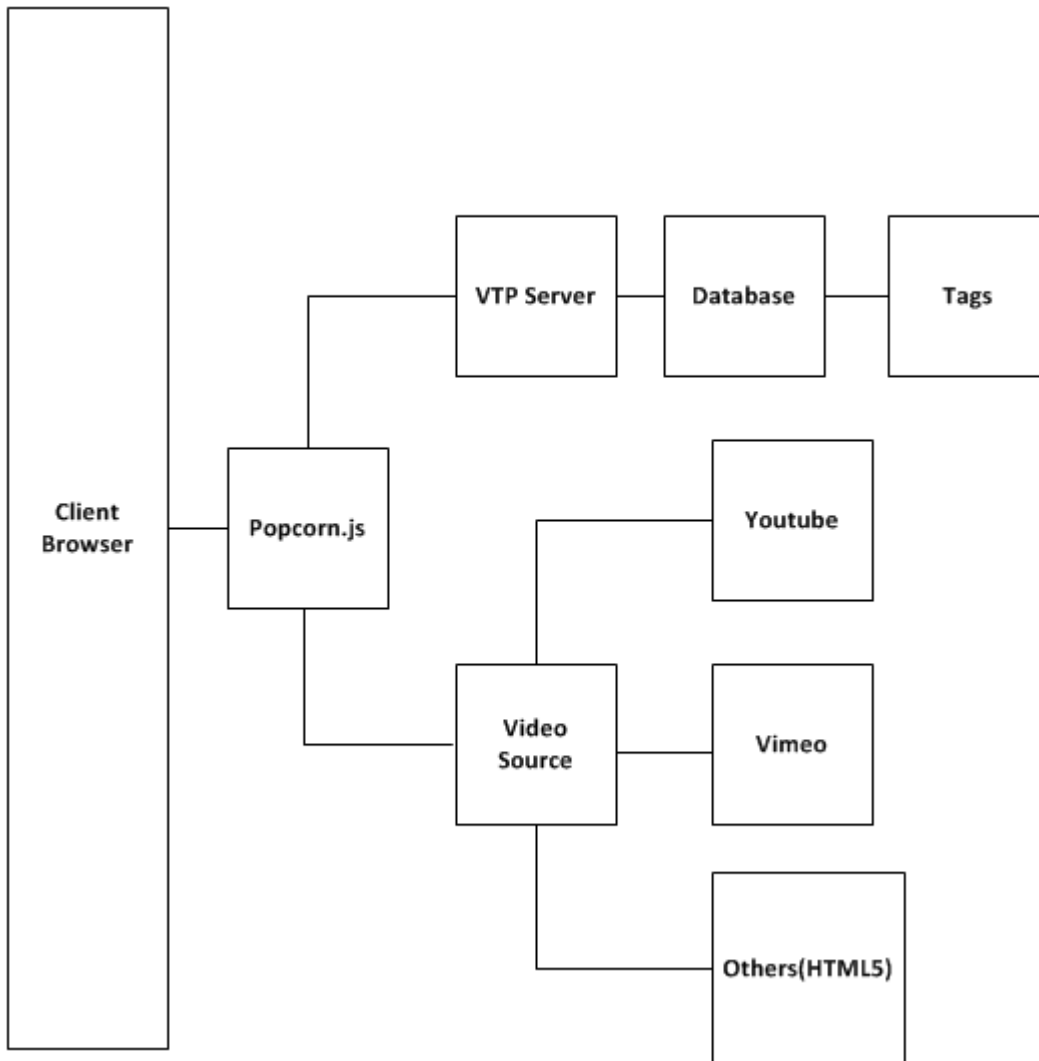 VTP Server
Database
Tags
Client
Browser
Popcorn.js
Youtube
Video
Source
Vimeo
Others(HTML5)